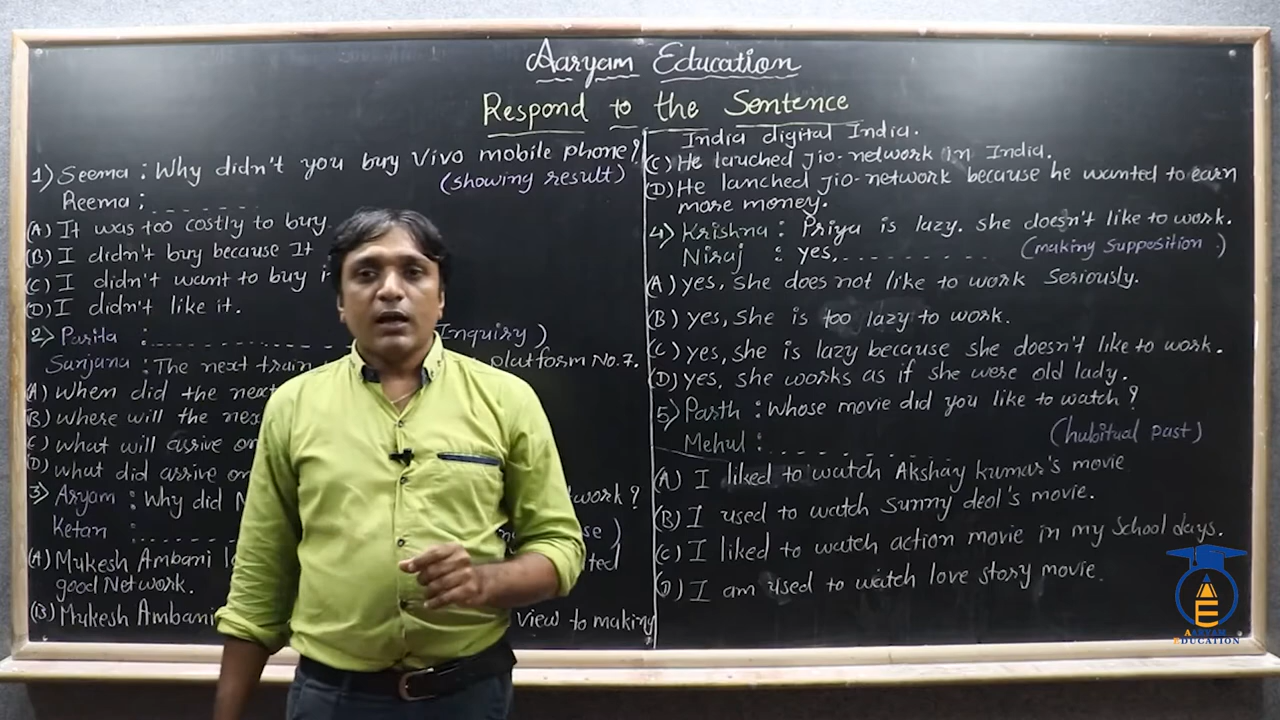 Aaryam Education
Respond to the Sentence
1) Seema : Why didn't you buy Vivo mobile phone?
(showing result)
Reema :
(A) It was too costly to buy
(B) I didn't buy because It
(C) I didn't want to buy
(D) I didn't like it.
2) Parita :
Inquiry)
Sanjana : The next train platform No.7.
(A) When did the next
(B) where will the nex
(C) what will arrive on
(D) what did arrive on
3) Aryam : Why did work?
Ketan : se)
(A) Mukesh Ambani ted
good Network.
(B) Mukesh Ambani view to making
India digital India.
(C) He lauched Jio-network in India.
(D) He lanched Jio-network because he wanted to earn
more money.
4) Krishna : Priya is lazy. she doesn't like to work.
Niraj : yes, (making Supposition)
(A) yes, she does not like to work Seriously.
(B) yes, she is too lazy to work.
(C) yes, she is lazy because she doesn't like to work.
(D) yes, she works as if she were old lady.
5) Parth : Whose movie did you like to watch?
Mehul : (hubitual past)
(A) I liked to watch Akshay kumar's movie
(B) I used to watch Sunny deol's movie.
(C) I liked to watch action movie in my School days.
(D) I am used to watch love story movie.
AE
AARYAM
EDUCATION